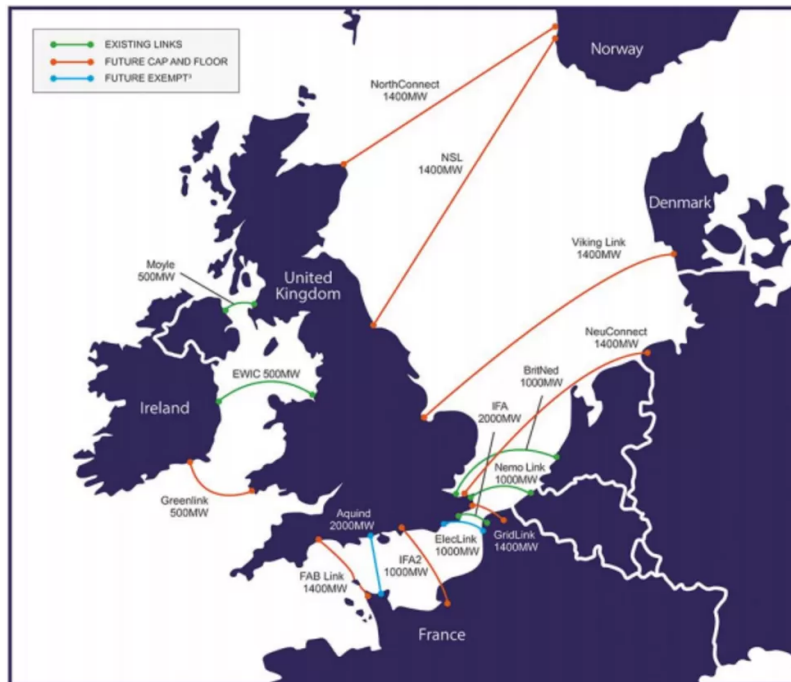 EXISTING LINKS
FUTURE CAP AND FLOOR
FUTURE EXEMPT³
Norway
NorthConnect
1400MW
NSL
1400MW
Denmark
Viking Link
1400MW
Moyle
500MW
United
Kingdom
NeuConnect
1400MW
BritNed
1000MW
EWIC 500MW
IFA
2000MW
Ireland
Nemo Link
1000MW
Greenlink
500MW
Aquind
2000MW
ElecLink
1000MW
GridLink
1400MW
IFA2
1000MW
FAB Link
1400MW
France